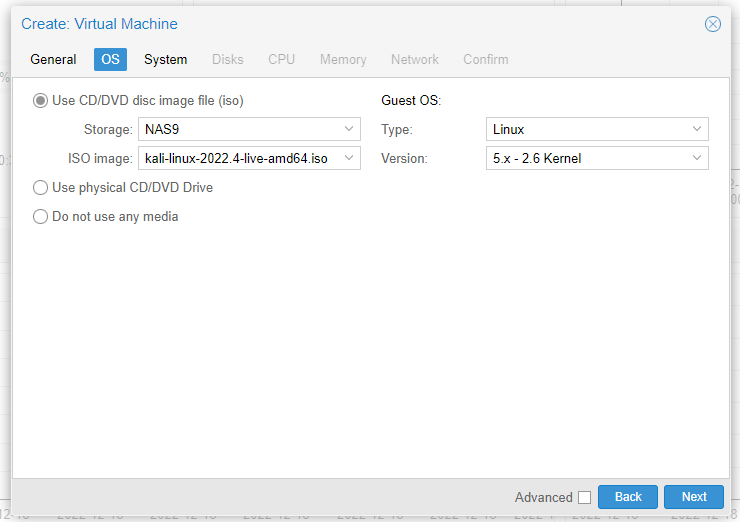 Create: Virtual Machine
General OS System Disks CPU Memory Network Confirm
Use CD/DVD disc image file (iso) Guest OS:
Storage: NAS9 Type: Linux
ISO image: kali-linux-2022.4-live-amd64.iso Version: 5.x - 2.6 Kernel
Use physical CD/DVD Drive
Do not use any media
Advanced Back Next